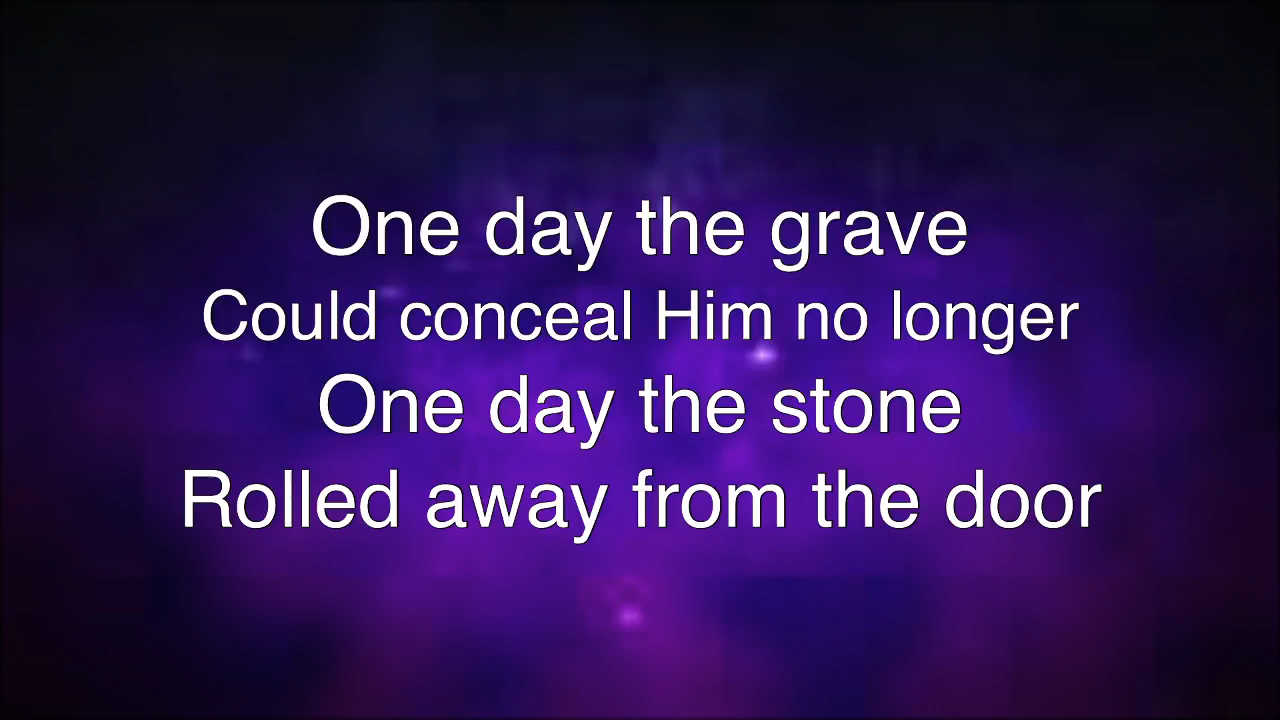 One day the grave
Could conceal Him no longer
One day the stone
Rolled away from the door